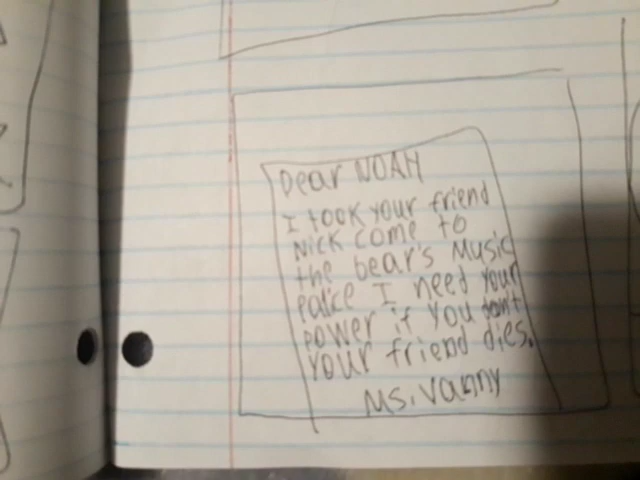 Dear NOAH
I took your friend
Nick come to
the bear's Music
palice I need your
power if you don't
your friend dies.
Ms. Vanny